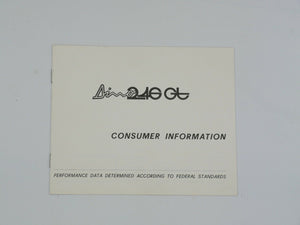 Dino 246 GT
CONSUMER INFORMATION
PERFORMANCE DATA DETERMINED ACCORDING TO FEDERAL STANDARDS